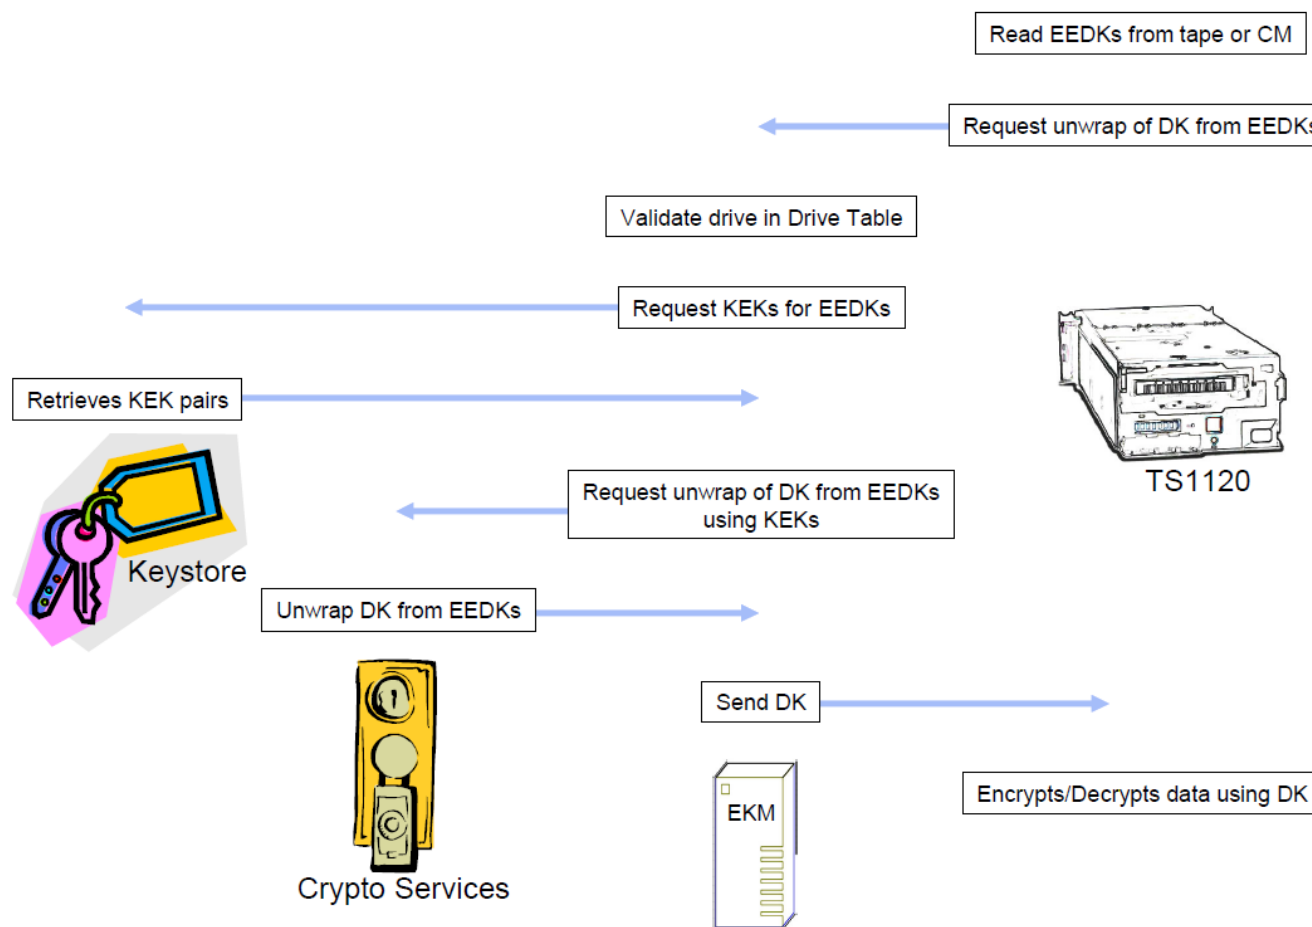 Read EEDKs from tape or CM
Request unwrap of DK from EEDKs
Validate drive in Drive Table
Request KEKs for EEDKs
Retrieves KEK pairs
TS1120
Request unwrap of DK from EEDKs
using KEKs
Keystore
Unwrap DK from EEDKs
Send DK
EKM
Encrypts/Decrypts data using DK
Crypto Services